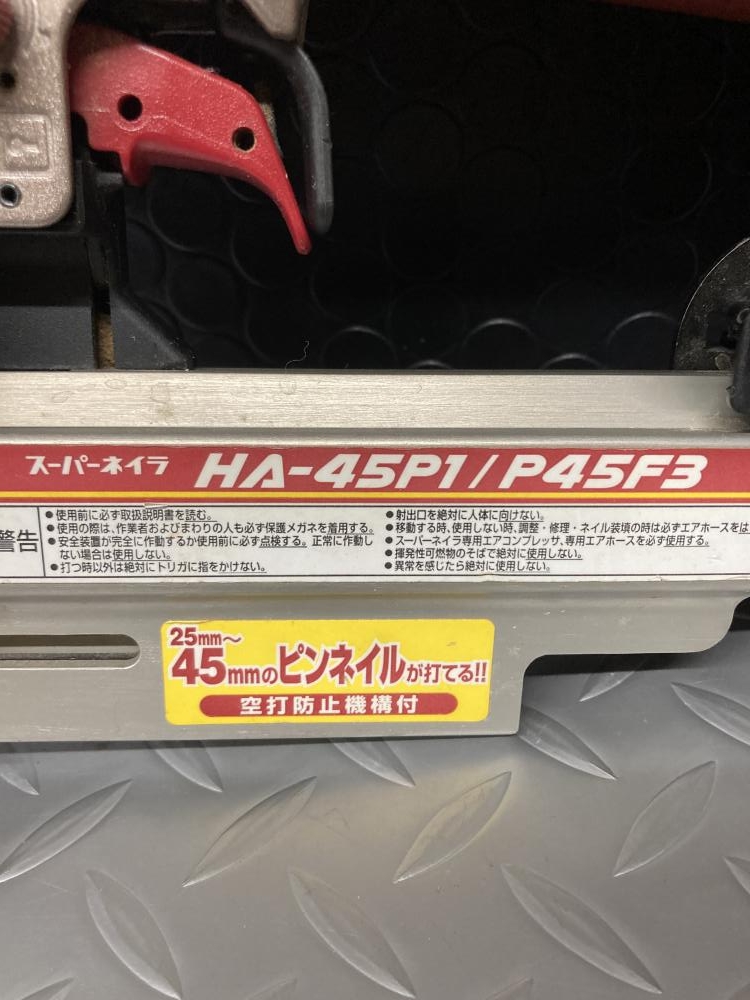 スーパーネイラ HA-45P1/P45F3
警告
●使用前に必ず取扱説明書を読む。
●使用の際は、作業者およびまわりの人も必ず保護メガネを着用する。
●安全装置が完全に作動するか使用前に必ず点検する。正常に作動し
ない場合は使用しない。
●打つ時以外は絶対にトリガに指をかけない。
●射出口を絶対に人体に向けない。
●移動する時、使用しない時、調整・修理・ネイル装填の時は必ずエアホースをは
●スーパーネイラ専用エアコンプレッサ、専用エアホースを必ず使用する。
●揮発性可燃物のそばで絶対に使用しない。
●異常を感じたら絶対に使用しない。
25mm～
45mmのピンネイルが打てる!!
空打防止機構付